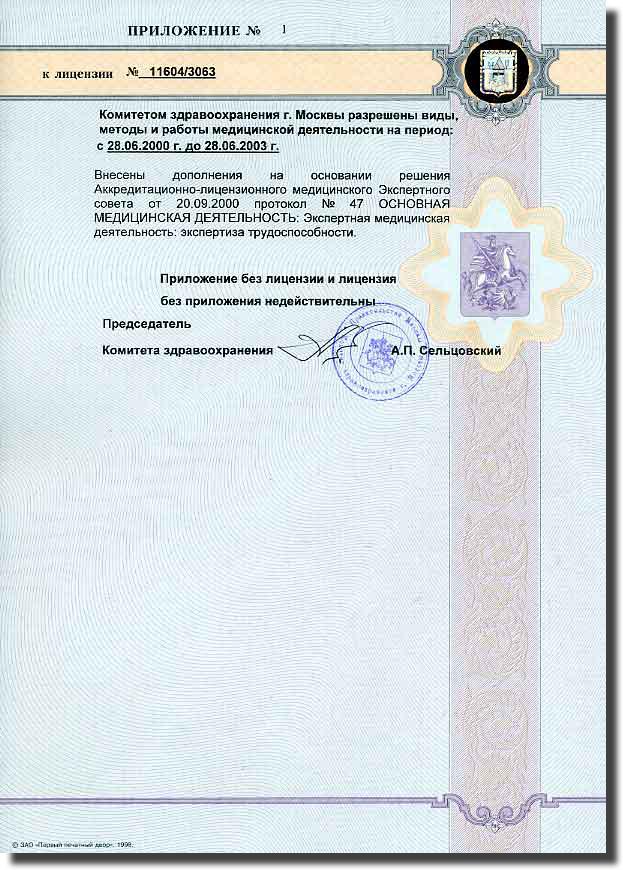 ПРИЛОЖЕНИЕ № 1
к лицензии № 11604/3063
Комитетом здравоохранения г. Москвы разрешены виды,
методы и работы медицинской деятельности на период:
с 28.06.2000 г. до 28.06.2003 г.
Внесены дополнения на основании решения
Аккредитационно-лицензионного медицинского Экспертного
совета от 20.09.2000 протокол № 47 ОСНОВНАЯ
МЕДИЦИНСКАЯ ДЕЯТЕЛЬНОСТЬ: Экспертная медицинская
деятельность: экспертиза трудоспособности.
Приложение без лицензии и лицензия
без приложения недействительны
Председатель
Комитета здравоохранения А.П. Сельцовский
© ЗАО «Первый печатный двор», 1998.